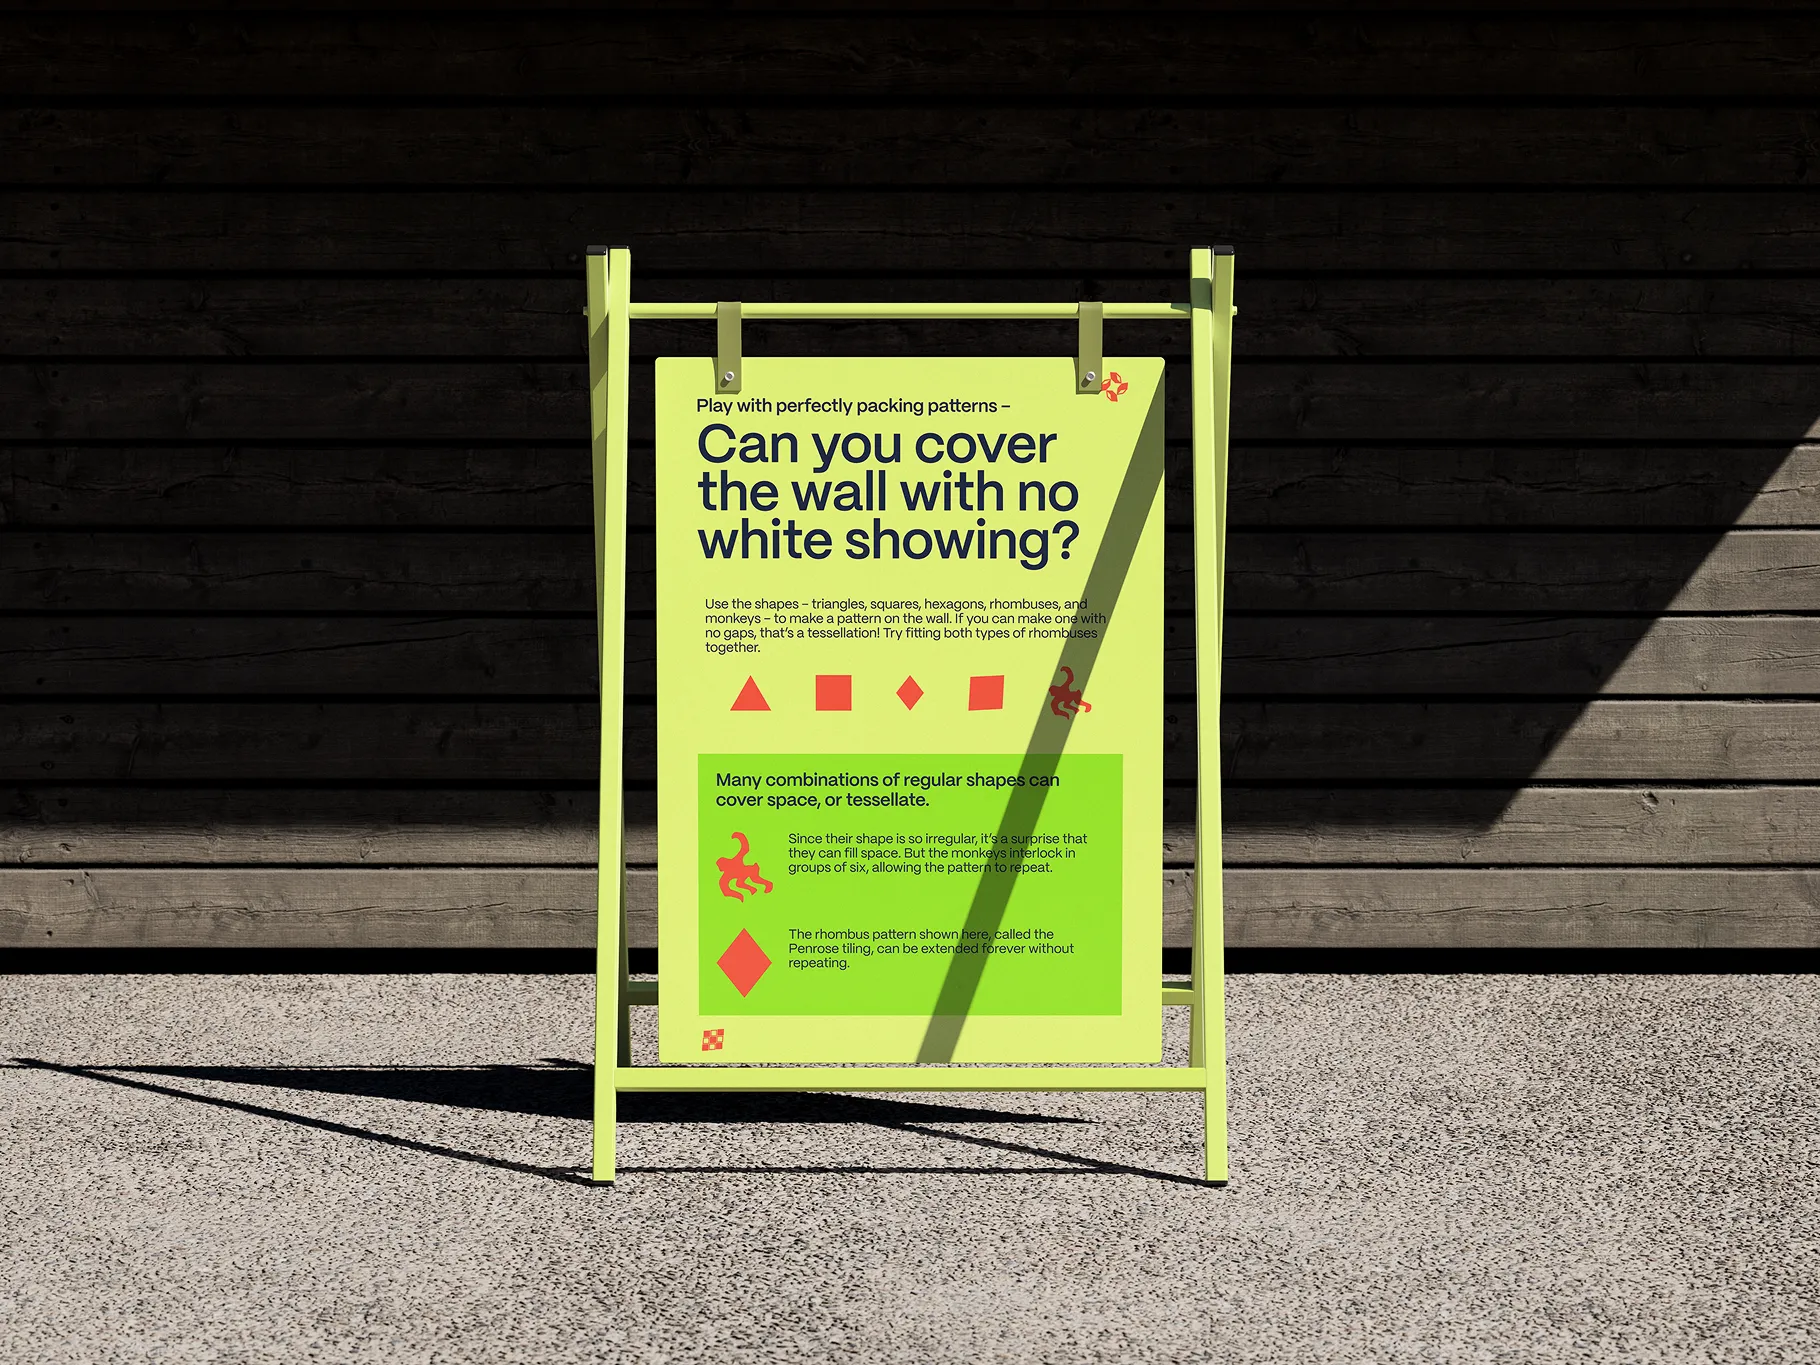 Play with perfectly packing patterns –
Can you cover
the wall with no
white showing?
Use the shapes – triangles, squares, hexagons, rhombuses, and
monkeys – to make a pattern on the wall. If you can make one with
no gaps, that's a tessellation! Try fitting both types of rhombuses
together.
Many combinations of regular shapes can
cover space, or tessellate.
Since their shape is so irregular, it's a surprise that
they can fill space. But the monkeys interlock in
groups of six, allowing the pattern to repeat.
The rhombus pattern shown here, called the
Penrose tiling, can be extended forever without
repeating.